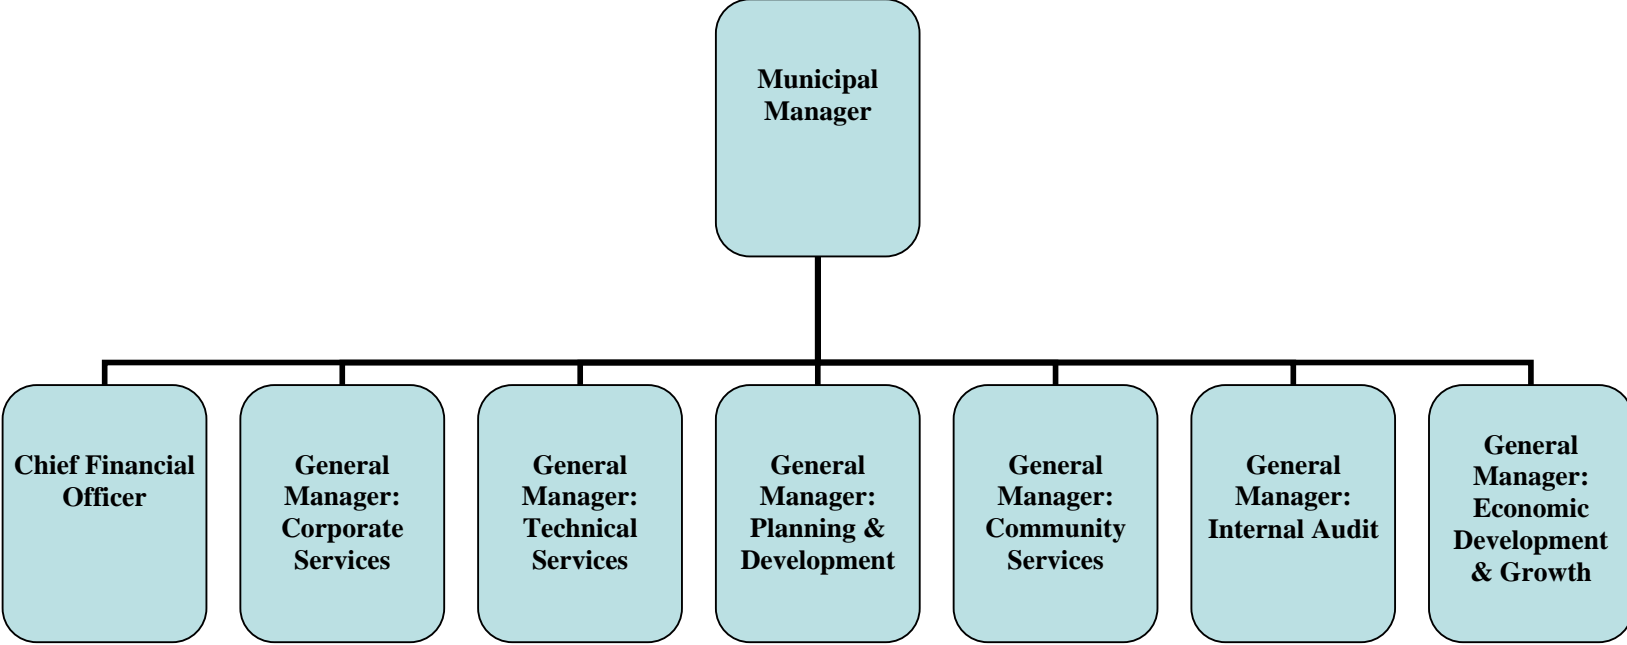 Municipal
Manager
Chief Financial
Officer
General
Manager:
Corporate
Services
General
Manager:
Technical
Services
General
Manager:
Planning &
Development
General
Manager:
Community
Services
General
Manager:
Internal Audit
General
Manager:
Economic
Development
& Growth